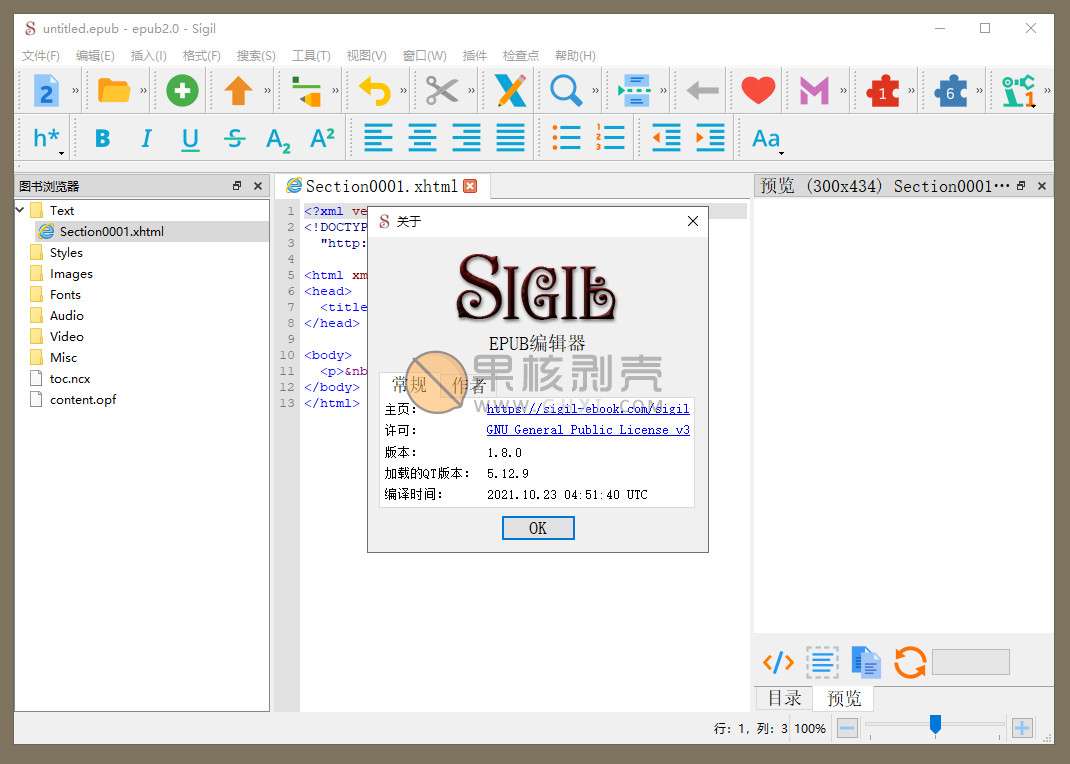 untitled.epub - epub2.0 - Sigil
文件(F) 编辑(E) 插入(I) 格式(F) 搜索(S) 工具(T) 视图(V) 窗口(W) 插件 检查点 帮助(H)
2 » » » » » » » » » 1 » 6 » 1 »
h* B I U S A2 A2 1 2 3 Aa
图书浏览器
Text
Section0001.xhtml
Styles
Images
Fonts
Audio
Video
Misc
toc.ncx
content.opf
Section0001.xhtml
1 <?xml ve
2 <!DOCTYP
3 "http:
4
5 <html xm
6 <head>
7 <title
8 </head>
9
10 <body>
11 <p>&nb
12 </body>
13 </html>
关于
SIGIL
EPUB编辑器
常规 作者
主页: https://sigil-ebook.com/sigil
许可: GNU General Public License v3
版本: 1.8.0
加载的QT版本: 5.12.9
编译时间: 2021.10.23 04:51:40 UTC
OK
果核剥壳
WWW.GHXI.COM
预览 (300x434) Section0001···
目录 预览
行: 1, 列: 3 100%